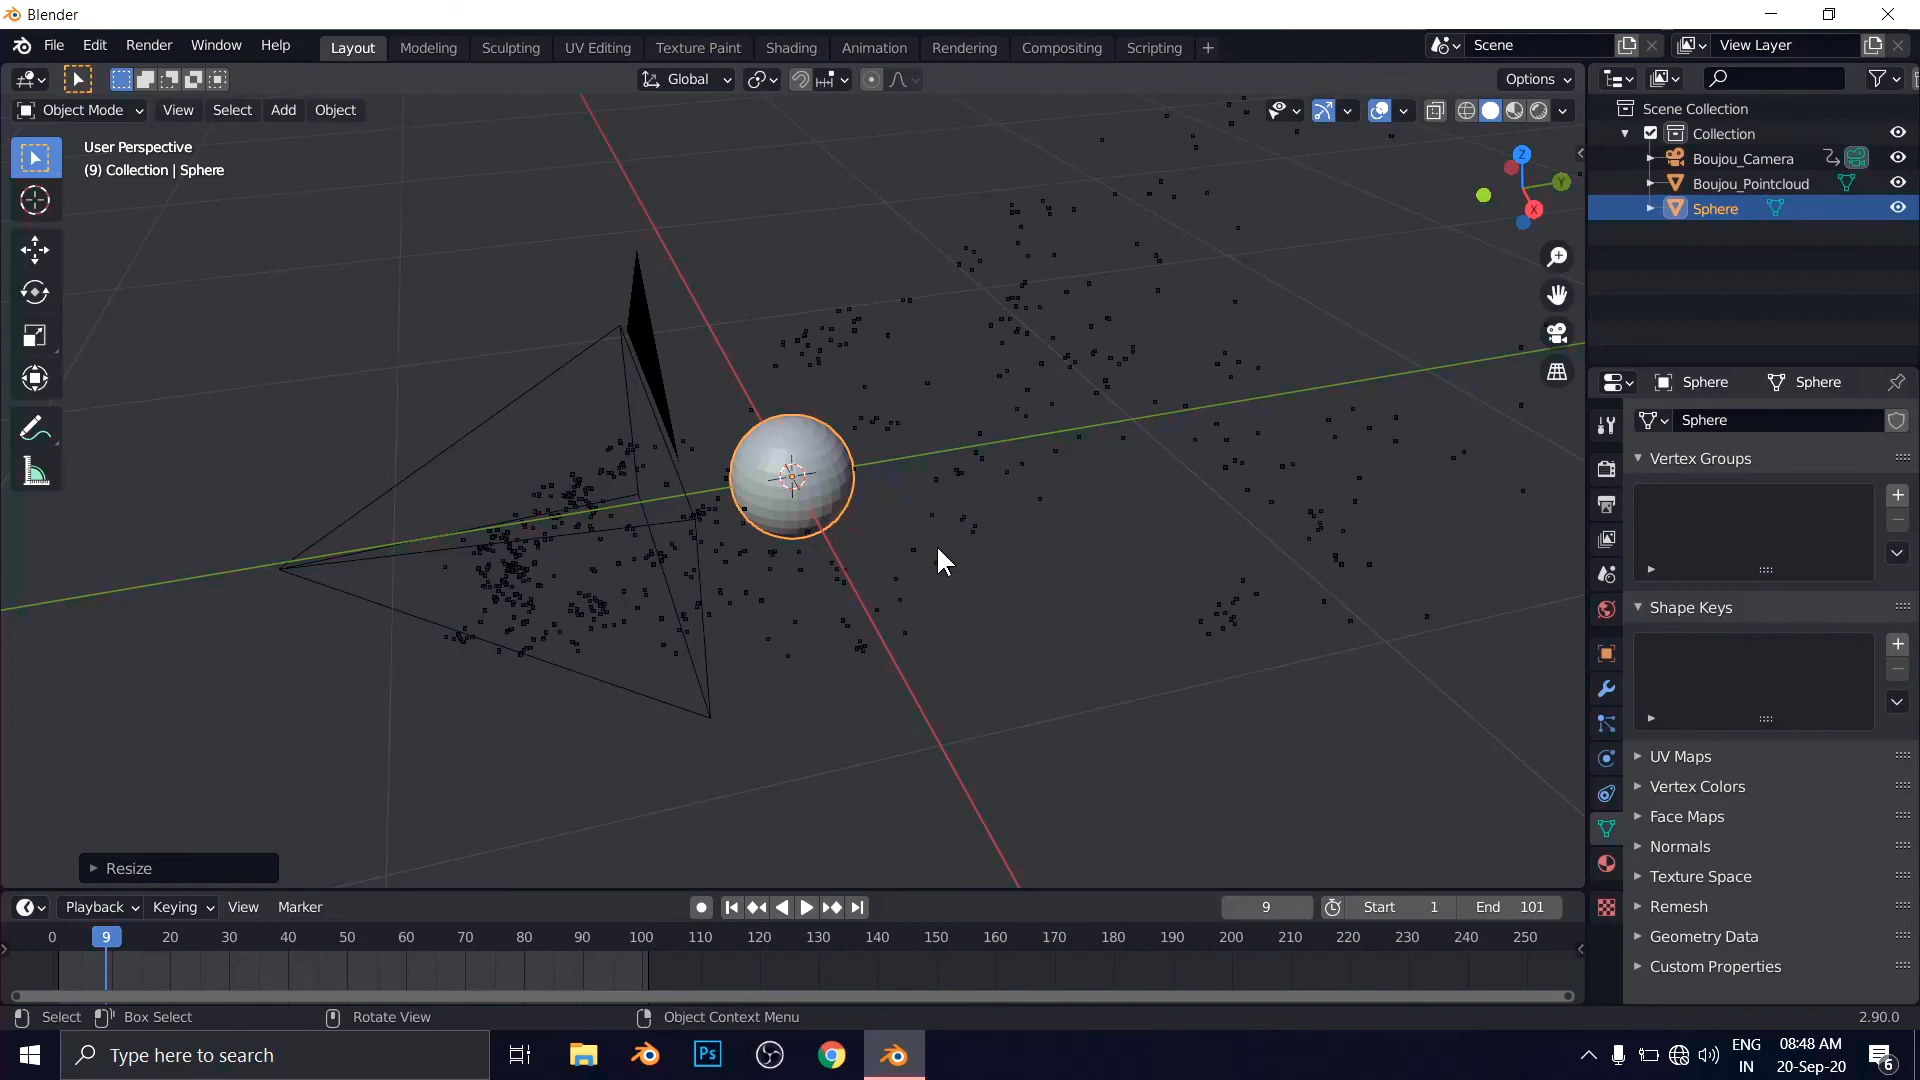 Blender
File Edit Render Window Help Layout Modeling Sculpting UV Editing Texture Paint Shading Animation Rendering Compositing Scripting + Scene View Layer
Global Options
Object Mode View Select Add Object
User Perspective
(9) Collection | Sphere
Z
Y
X
Scene Collection
Collection
Boujou_Camera
Boujou_Pointcloud
Sphere
Sphere Sphere
Sphere
Vertex Groups
Shape Keys
UV Maps
Vertex Colors
Face Maps
Normals
Texture Space
Remesh
Geometry Data
Custom Properties
Resize
Playback Keying View Marker 9 Start 1 End 101
0 9 20 30 40 50 60 70 80 90 100 110 120 130 140 150 160 170 180 190 200 210 220 230 240 250
Select Box Select Rotate View Object Context Menu 2.90.0
Type here to search
Ps
ENG
IN
08:48 AM
20-Sep-20
6